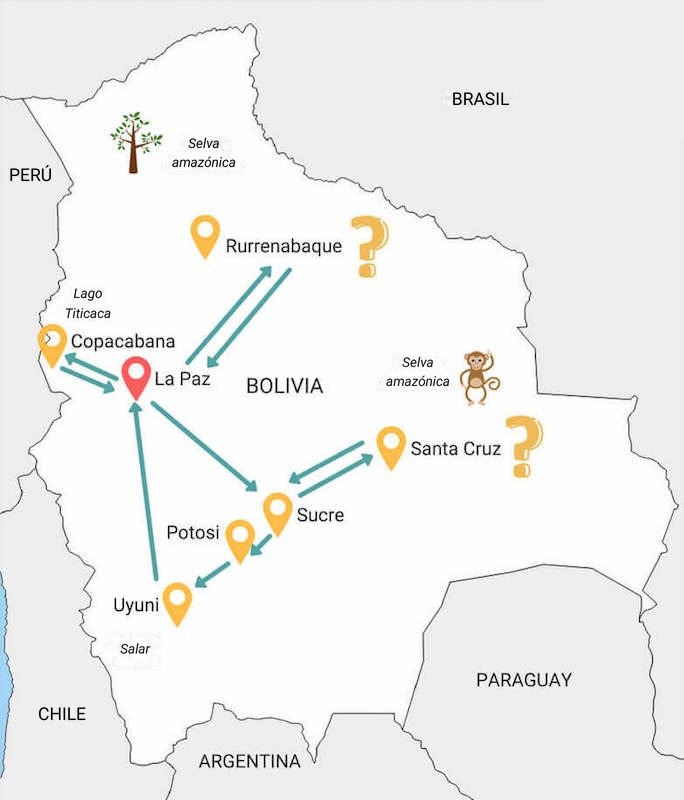 BRASIL
Selva
amazónica
PERÚ
Rurrenabaque ?
Lago
Titicaca
Copacabana
La Paz
BOLIVIA
Selva
amazónica
Santa Cruz ?
Sucre
Potosi
Uyuni
Salar
PARAGUAY
CHILE
ARGENTINA